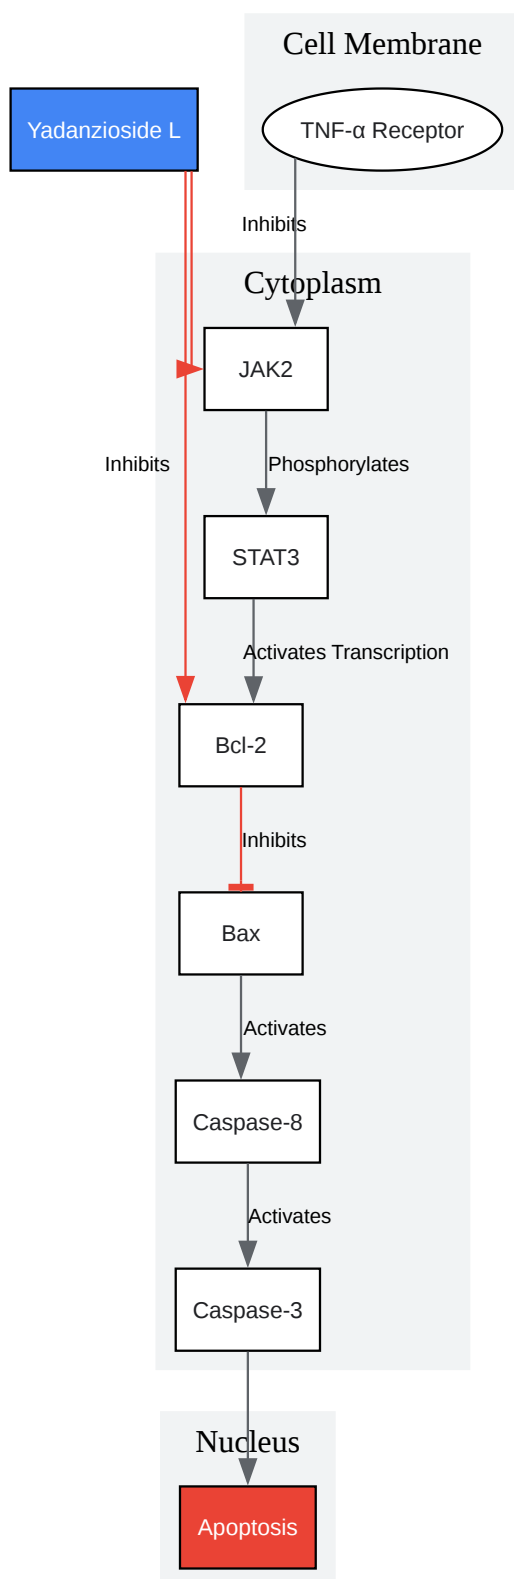 Cell Membrane
Yadanzioside L
TNF-α Receptor
Inhibits
Cytoplasm
JAK2
Inhibits
Phosphorylates
STAT3
Activates Transcription
Bcl-2
Inhibits
Bax
Activates
Caspase-8
Activates
Caspase-3
Nucleus
Apoptosis